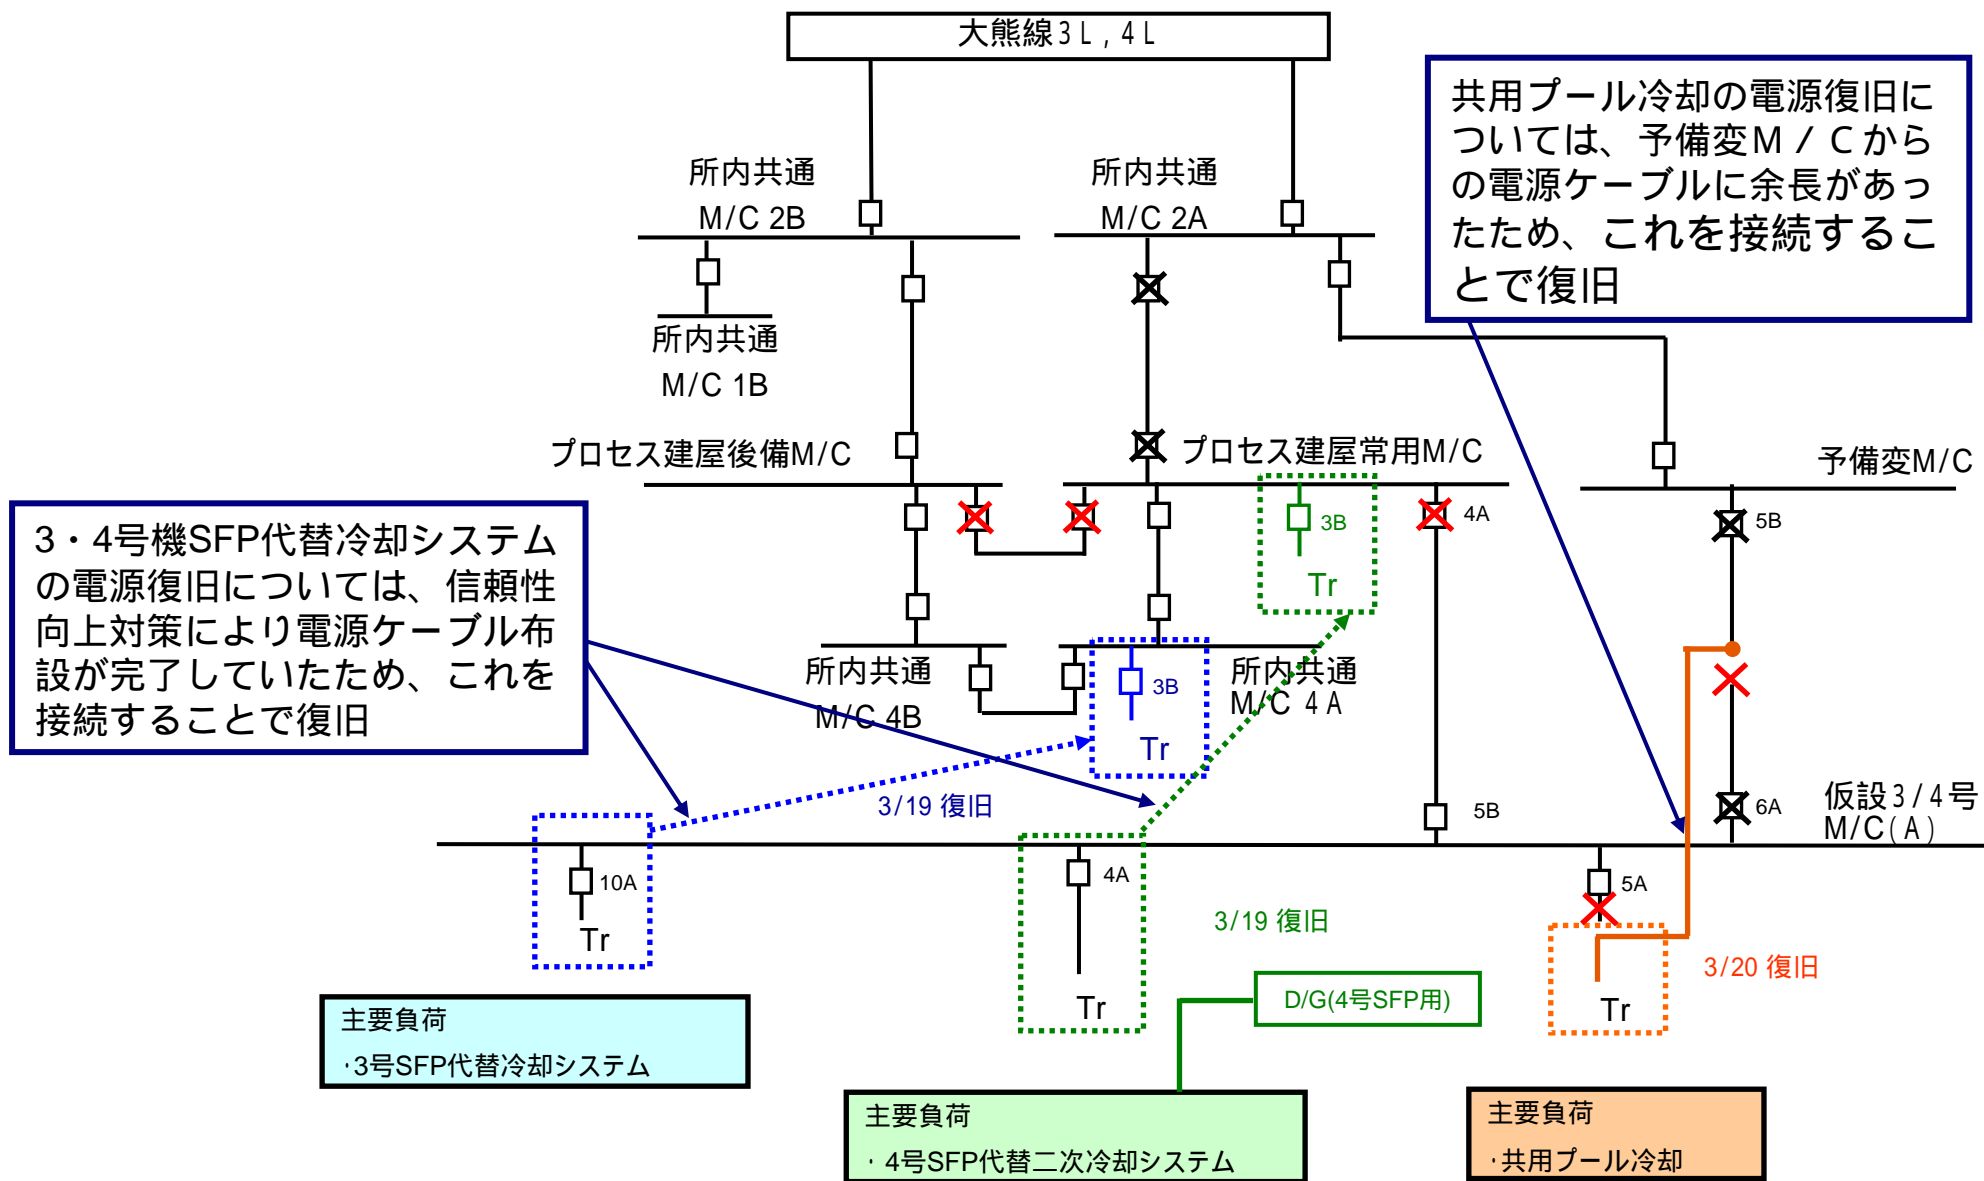 大熊線3L,4L
共用プール冷却の電源復旧に
ついては、予備変M/Cから
の電源ケーブルに余長があっ
たため、これを接続するこ
とで復旧
所内共通
M/C 2B
所内共通
M/C 2A
所内共通
M/C 1B
プロセス建屋後備M/C
プロセス建屋常用M/C
予備変M/C
3・4号機SFP代替冷却システム
の電源復旧については、信頼性
向上対策により電源ケーブル布
設が完了していたため、これを
接続することで復旧
3B
Tr
4A
5B
所内共通
M/C 4B
3B
Tr
所内共通
M/C 4A
3/19 復旧
5B
6A
仮設3/4号
M/C(A)
10A
Tr
4A
Tr
3/19 復旧
5A
Tr
3/20 復旧
D/G(4号SFP用)
主要負荷
・3号SFP代替冷却システム
主要負荷
・4号SFP代替二次冷却システム
主要負荷
・共用プール冷却